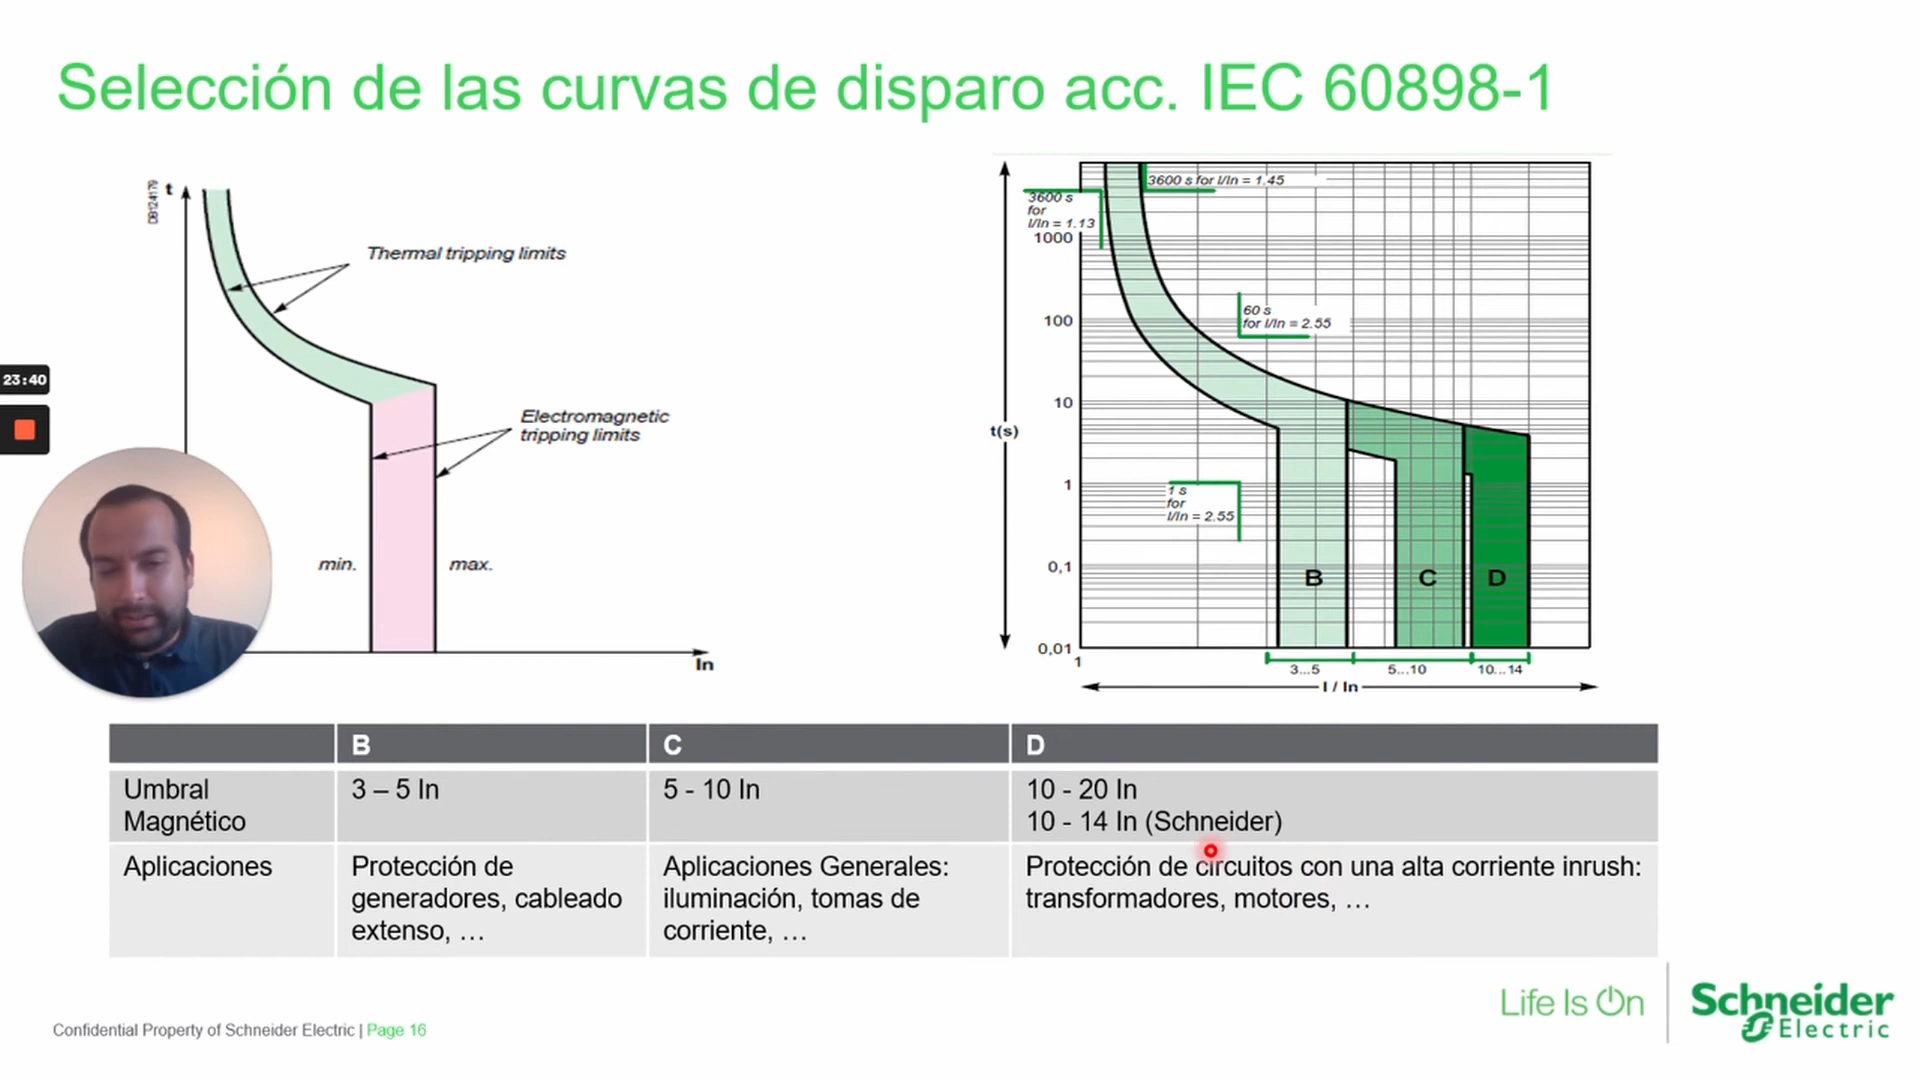 Selección de las curvas de disparo acc. IEC 60898-1
DB124179
t
Thermal tripping limits
Electromagnetic
tripping limits
min.
max.
In
23:40
3600 s for I/In = 1.45
3600 s
for
I/In = 1.13
1000
60 s
for I/In = 2.55
100
10
t(s)
1
1 s
for
I/In = 2.55
0,1
B
C
D
0,01
1
3...5
5...10
10...14
I / In
B
C
D
Umbral
Magnético
3 – 5 In
5 - 10 In
10 - 20 In
10 - 14 In (Schneider)
Aplicaciones
Protección de
generadores, cableado
extenso, …
Aplicaciones Generales:
iluminación, tomas de
corriente, …
Protección de circuitos con una alta corriente inrush:
transformadores, motores, …
Life Is On
Schneider
Electric
Confidential Property of Schneider Electric | Page 16